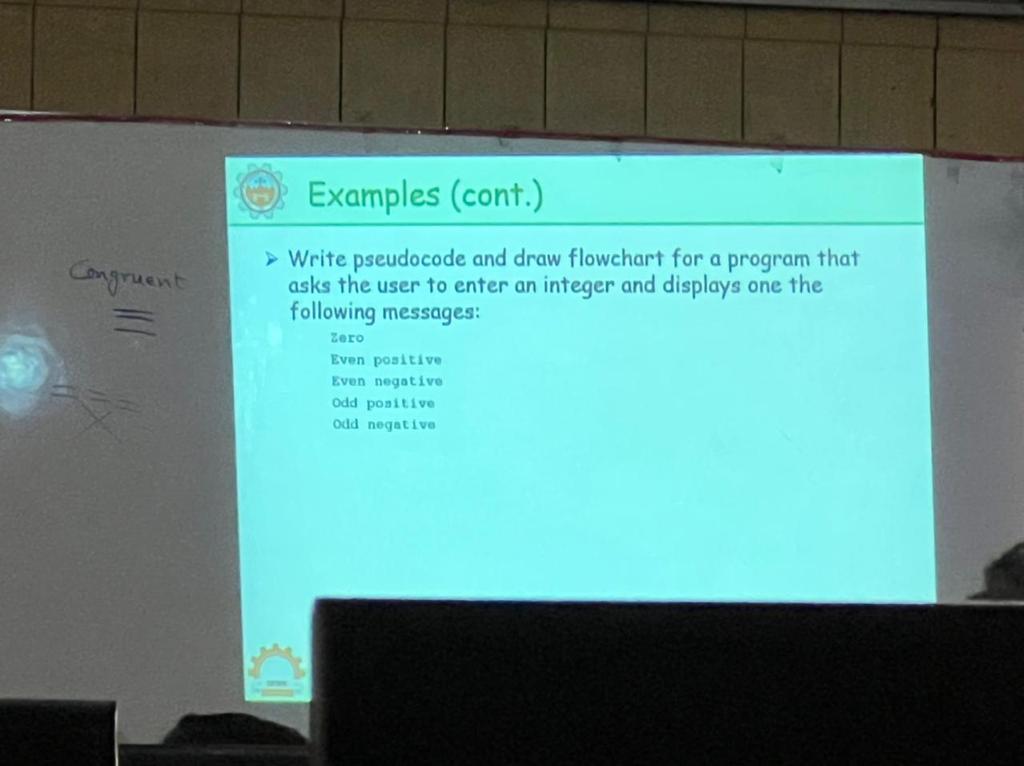 Examples (cont.)
➢ Write pseudocode and draw flowchart for a program that
asks the user to enter an integer and displays one the
following messages:
Zero
Even positive
Even negative
Odd positive
Odd negative
Congruent
≡